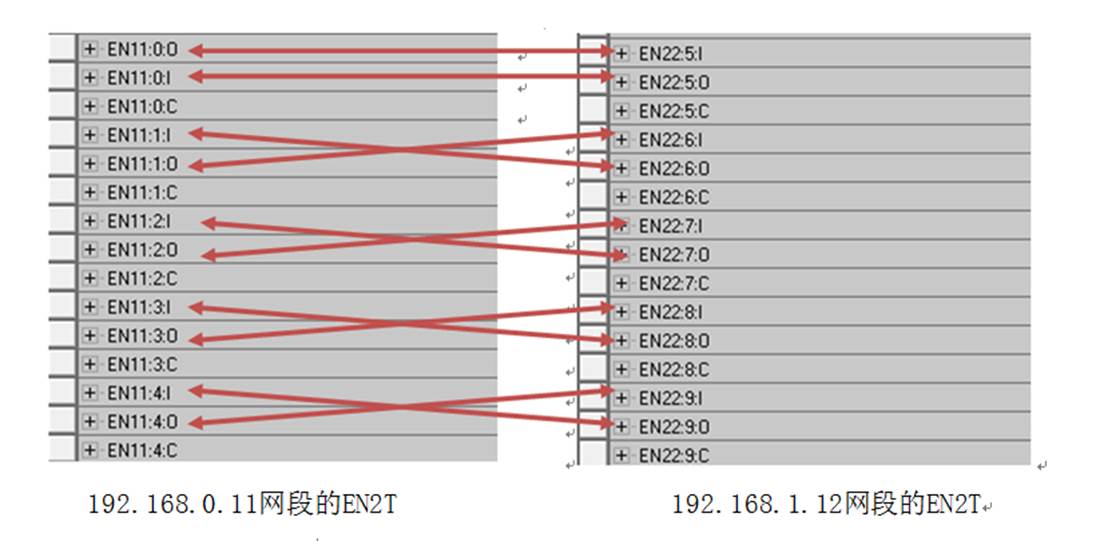 EN11:0:O
EN11:0:I
EN11:0:C
EN11:1:I
EN11:1:O
EN11:1:C
EN11:2:I
EN11:2:O
EN11:2:C
EN11:3:I
EN11:3:O
EN11:3:C
EN11:4:I
EN11:4:O
EN11:4:C
192.168.0.11网段的EN2T
EN22:5:I
EN22:5:O
EN22:5:C
EN22:6:I
EN22:6:O
EN22:6:C
EN22:7:I
EN22:7:O
EN22:7:C
EN22:8:I
EN22:8:O
EN22:8:C
EN22:9:I
EN22:9:O
EN22:9:C
192.168.1.12网段的EN2T